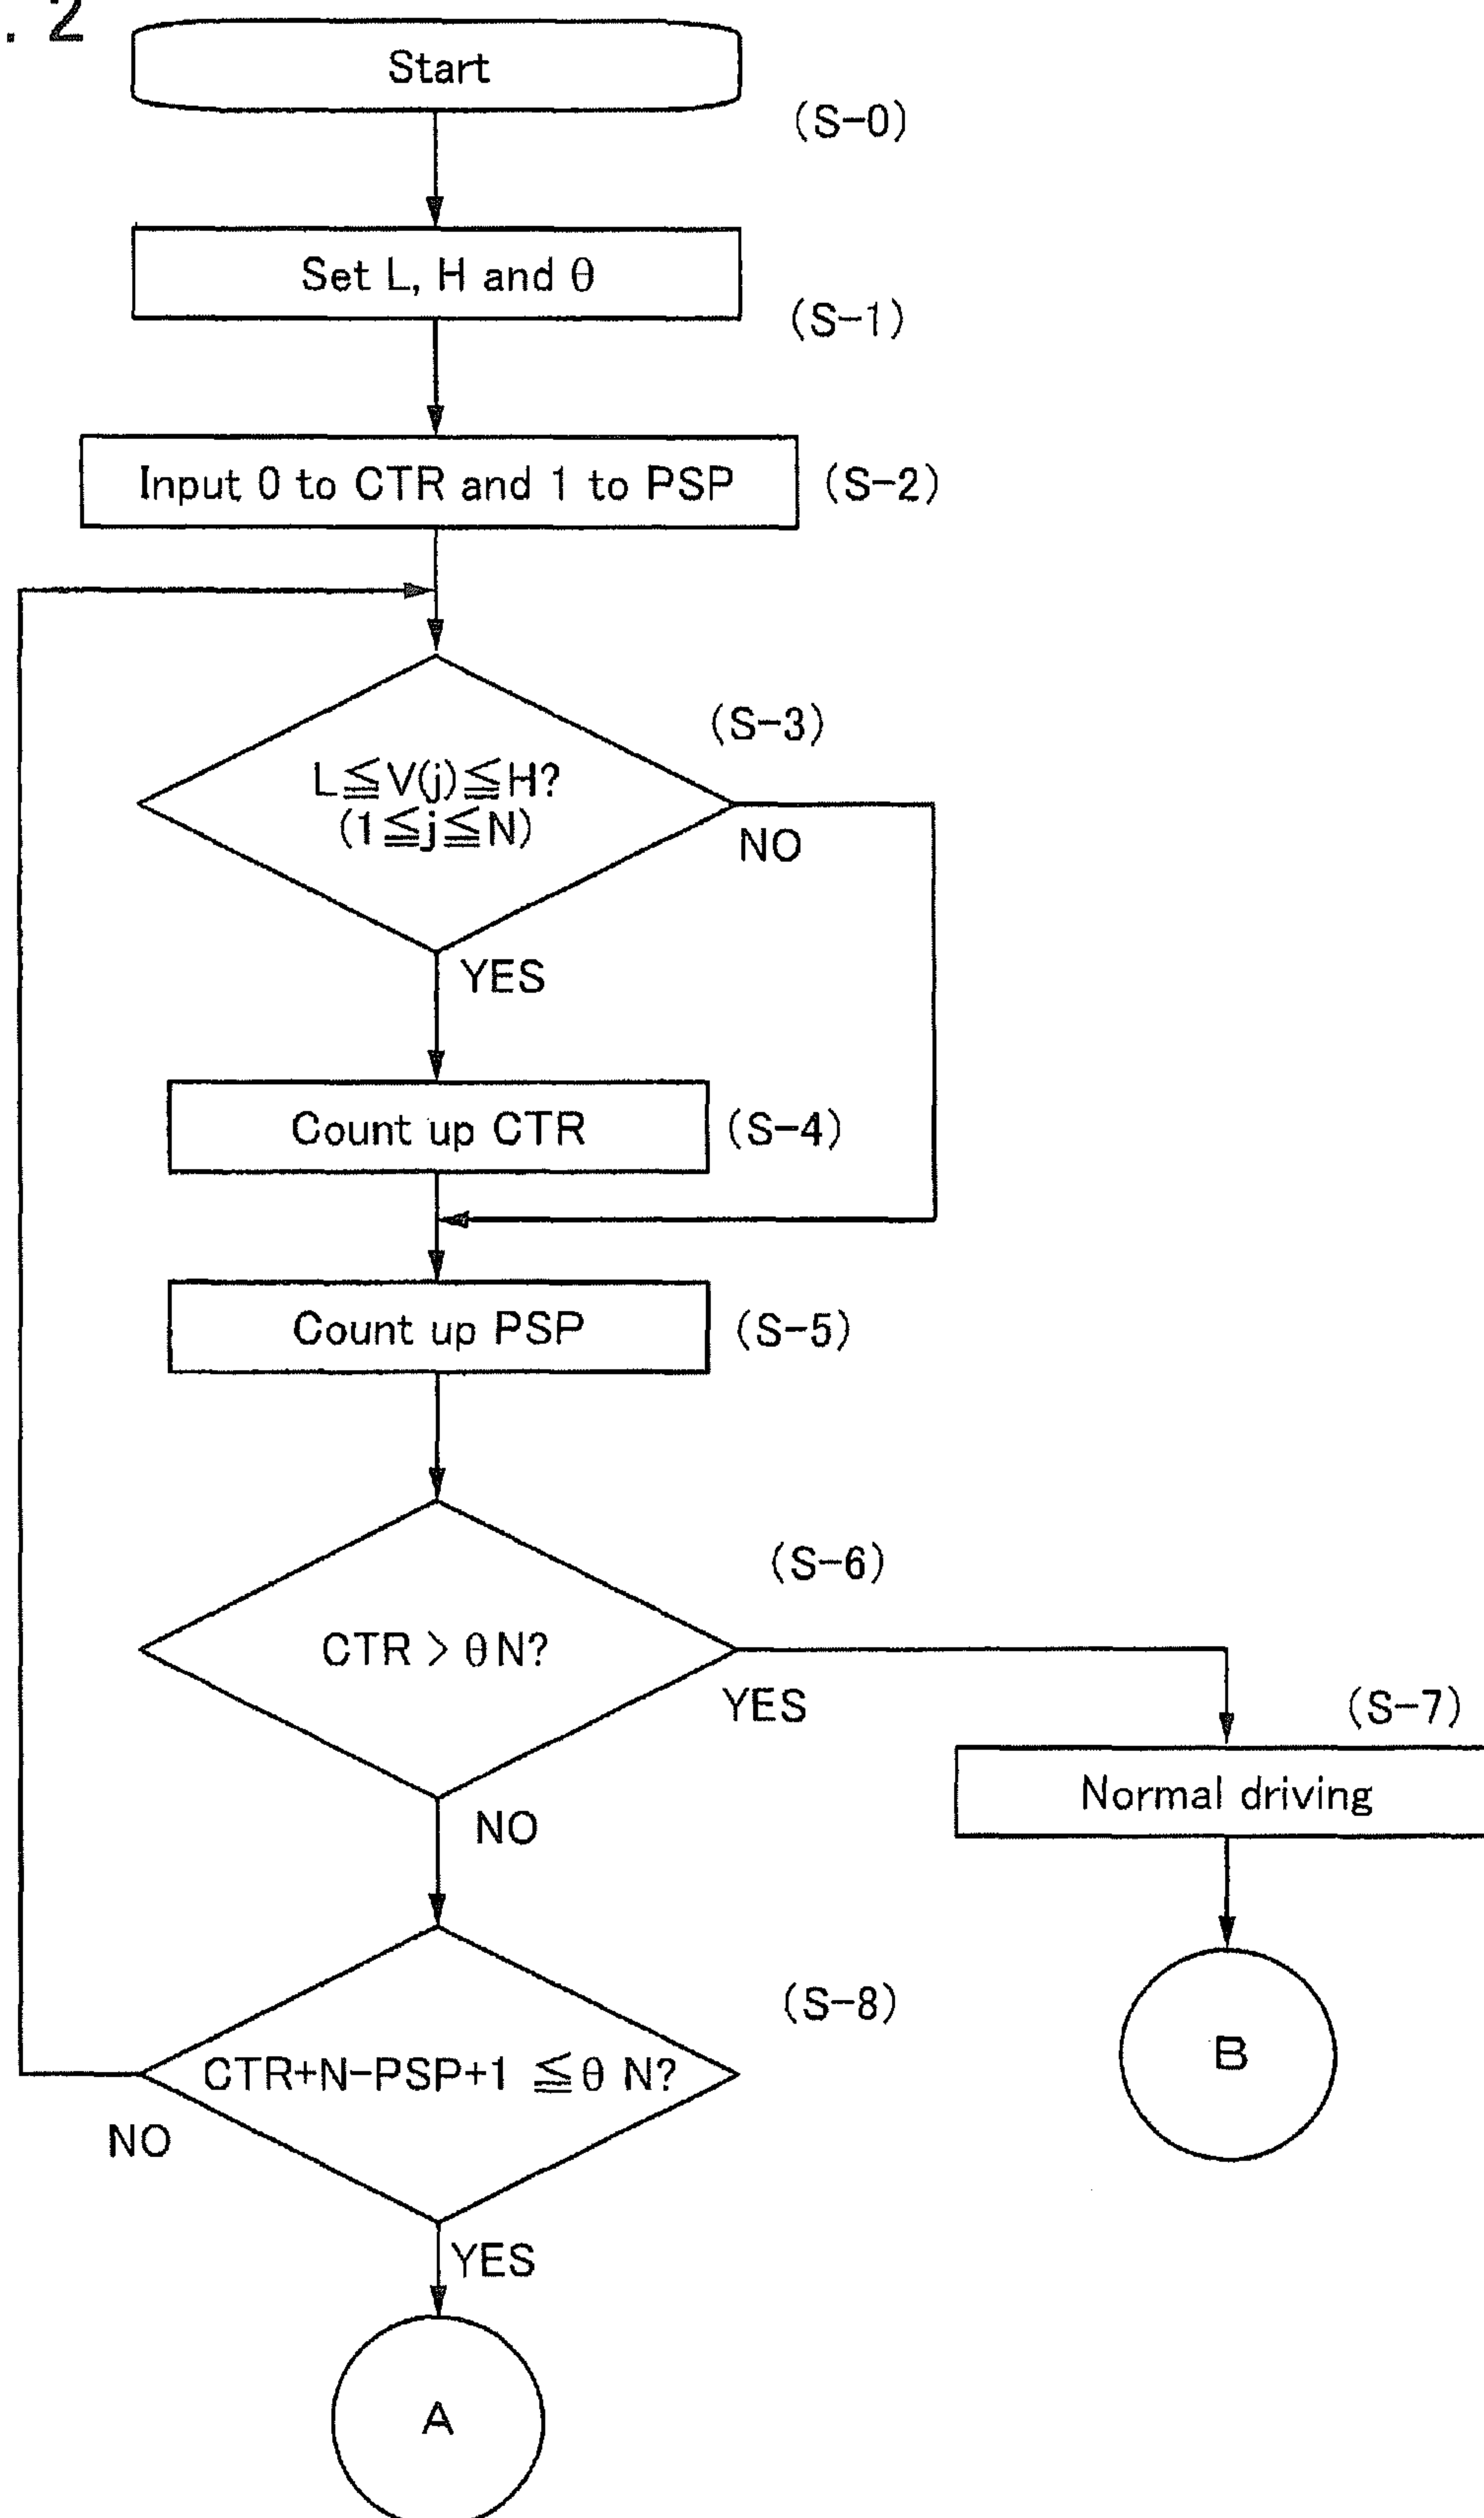 . 2
Start
(S-0)
Set L, H and θ
(S-1)
Input 0 to CTR and 1 to PSP
(S-2)
L≦V(j)≦H?
(1≦j≦N)
(S-3)
NO
YES
Count up CTR
(S-4)
Count up PSP
(S-5)
CTR > θN?
(S-6)
YES
(S-7)
Normal driving
NO
B
(S-8)
CTR+N-PSP+1 ≦θ N?
NO
YES
A